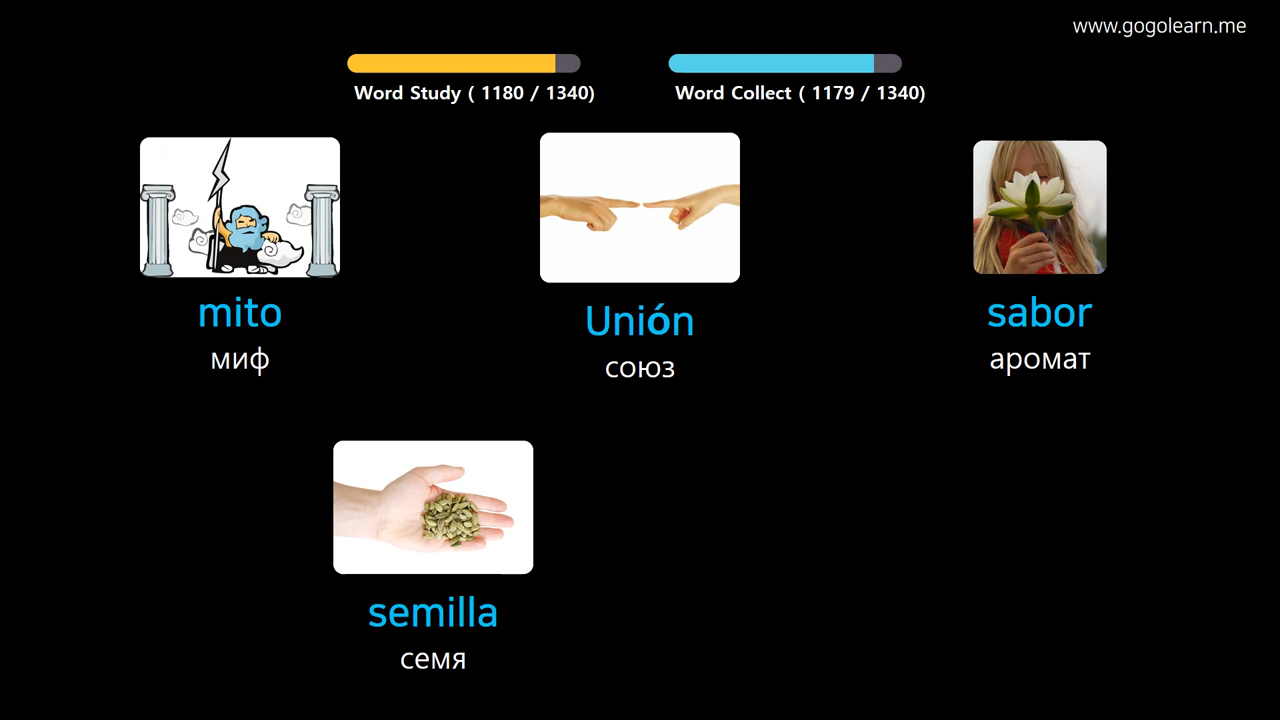 www.gogolearn.me
Word Study ( 1180 / 1340)
Word Collect ( 1179 / 1340)
mito
миф
Unión
союз
sabor
аромат
semilla
семя